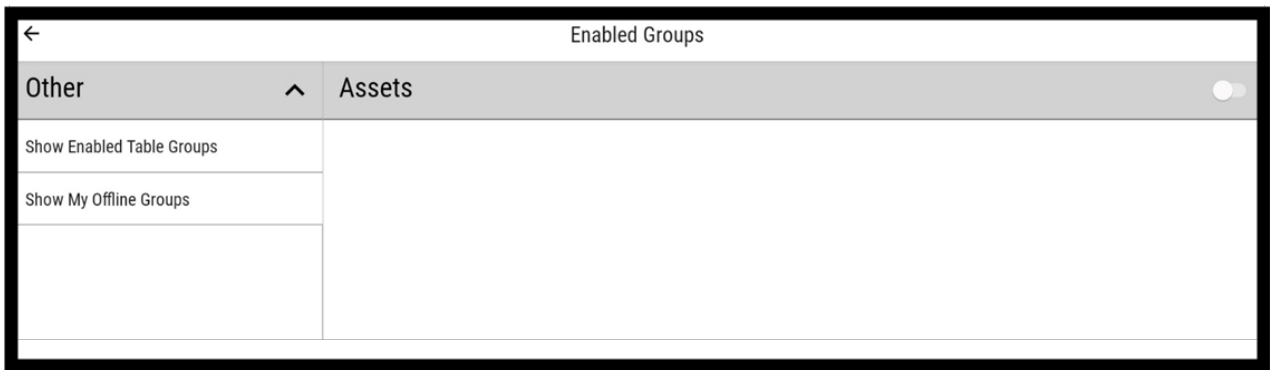 Enabled Groups
Other
Assets
Show Enabled Table Groups
Show My Offline Groups